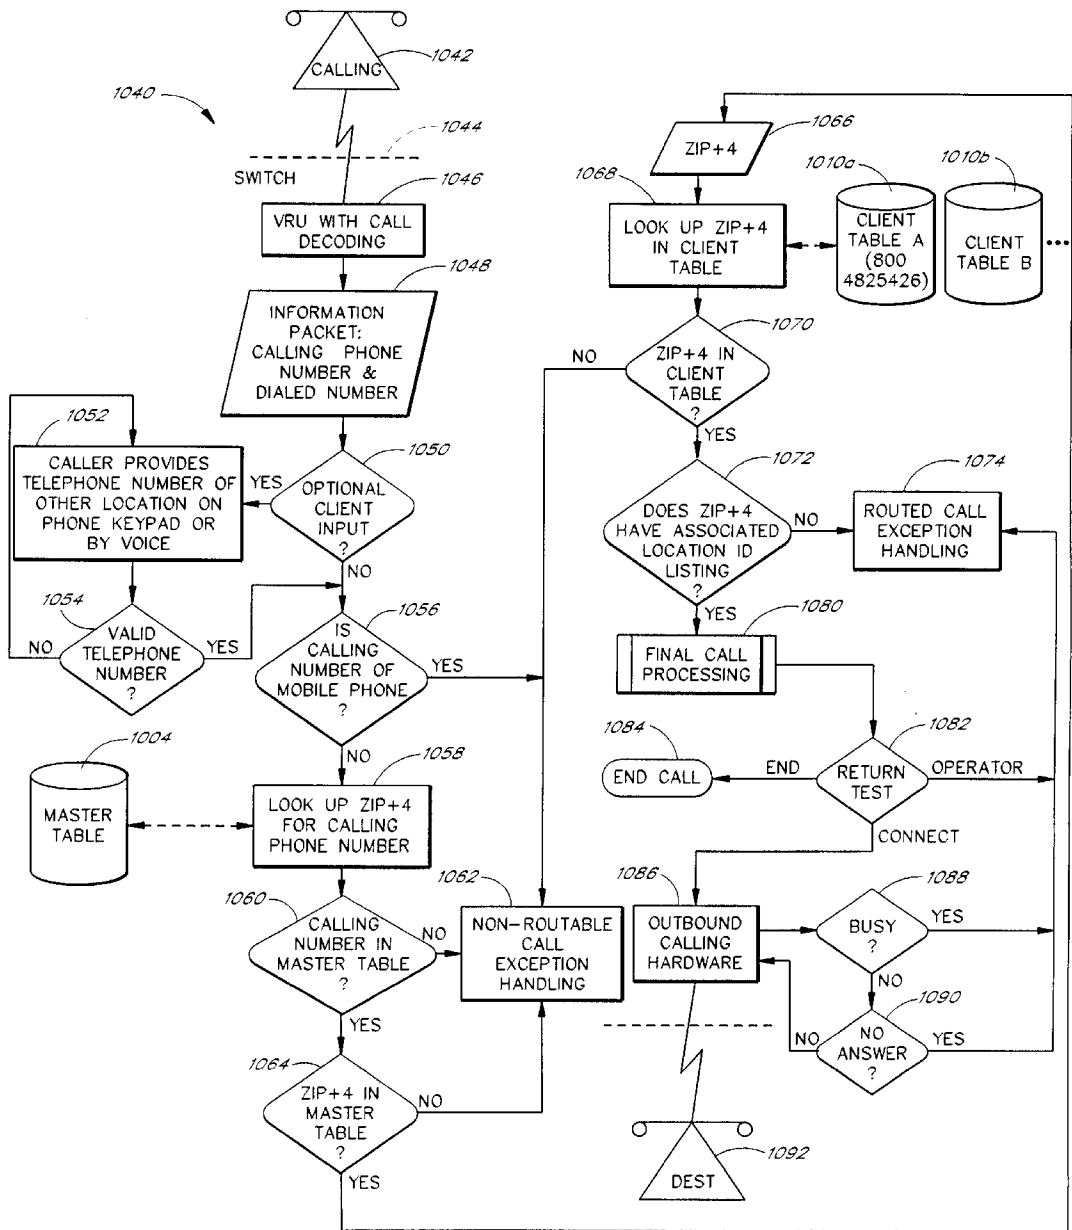 1042
CALLING
1040
1044
SWITCH
1046
VRU WITH CALL
DECODING
1048
INFORMATION
PACKET:
CALLING PHONE
NUMBER &
DIALED NUMBER
1052
CALLER PROVIDES
TELEPHONE NUMBER OF
OTHER LOCATION ON
PHONE KEYPAD OR
BY VOICE
YES
1050
OPTIONAL
CLIENT
INPUT
?
NO
1054
VALID
TELEPHONE
NUMBER
?
NO
YES
1056
IS
CALLING
NUMBER OF
MOBILE PHONE
?
YES
NO
1004
MASTER
TABLE
1058
LOOK UP ZIP+4
FOR CALLING
PHONE NUMBER
1060
CALLING
NUMBER IN
MASTER TABLE
?
NO
YES
1062
NON-ROUTABLE
CALL
EXCEPTION
HANDLING
1064
ZIP+4 IN
MASTER
TABLE
?
NO
YES
1066
ZIP+4
1068
LOOK UP ZIP+4
IN CLIENT
TABLE
1010a
CLIENT
TABLE A
(800
4825426)
1010b
CLIENT
TABLE B
•••
1070
ZIP+4 IN
CLIENT
TABLE
?
NO
YES
1072
DOES ZIP+4
HAVE ASSOCIATED
LOCATION ID
LISTING
?
NO
YES
1074
ROUTED CALL
EXCEPTION
HANDLING
1080
FINAL CALL
PROCESSING
1082
RETURN
TEST
END
OPERATOR
CONNECT
1084
END CALL
1086
OUTBOUND
CALLING
HARDWARE
1088
BUSY
?
YES
NO
1090
NO
ANSWER
?
NO
YES
1092
DEST